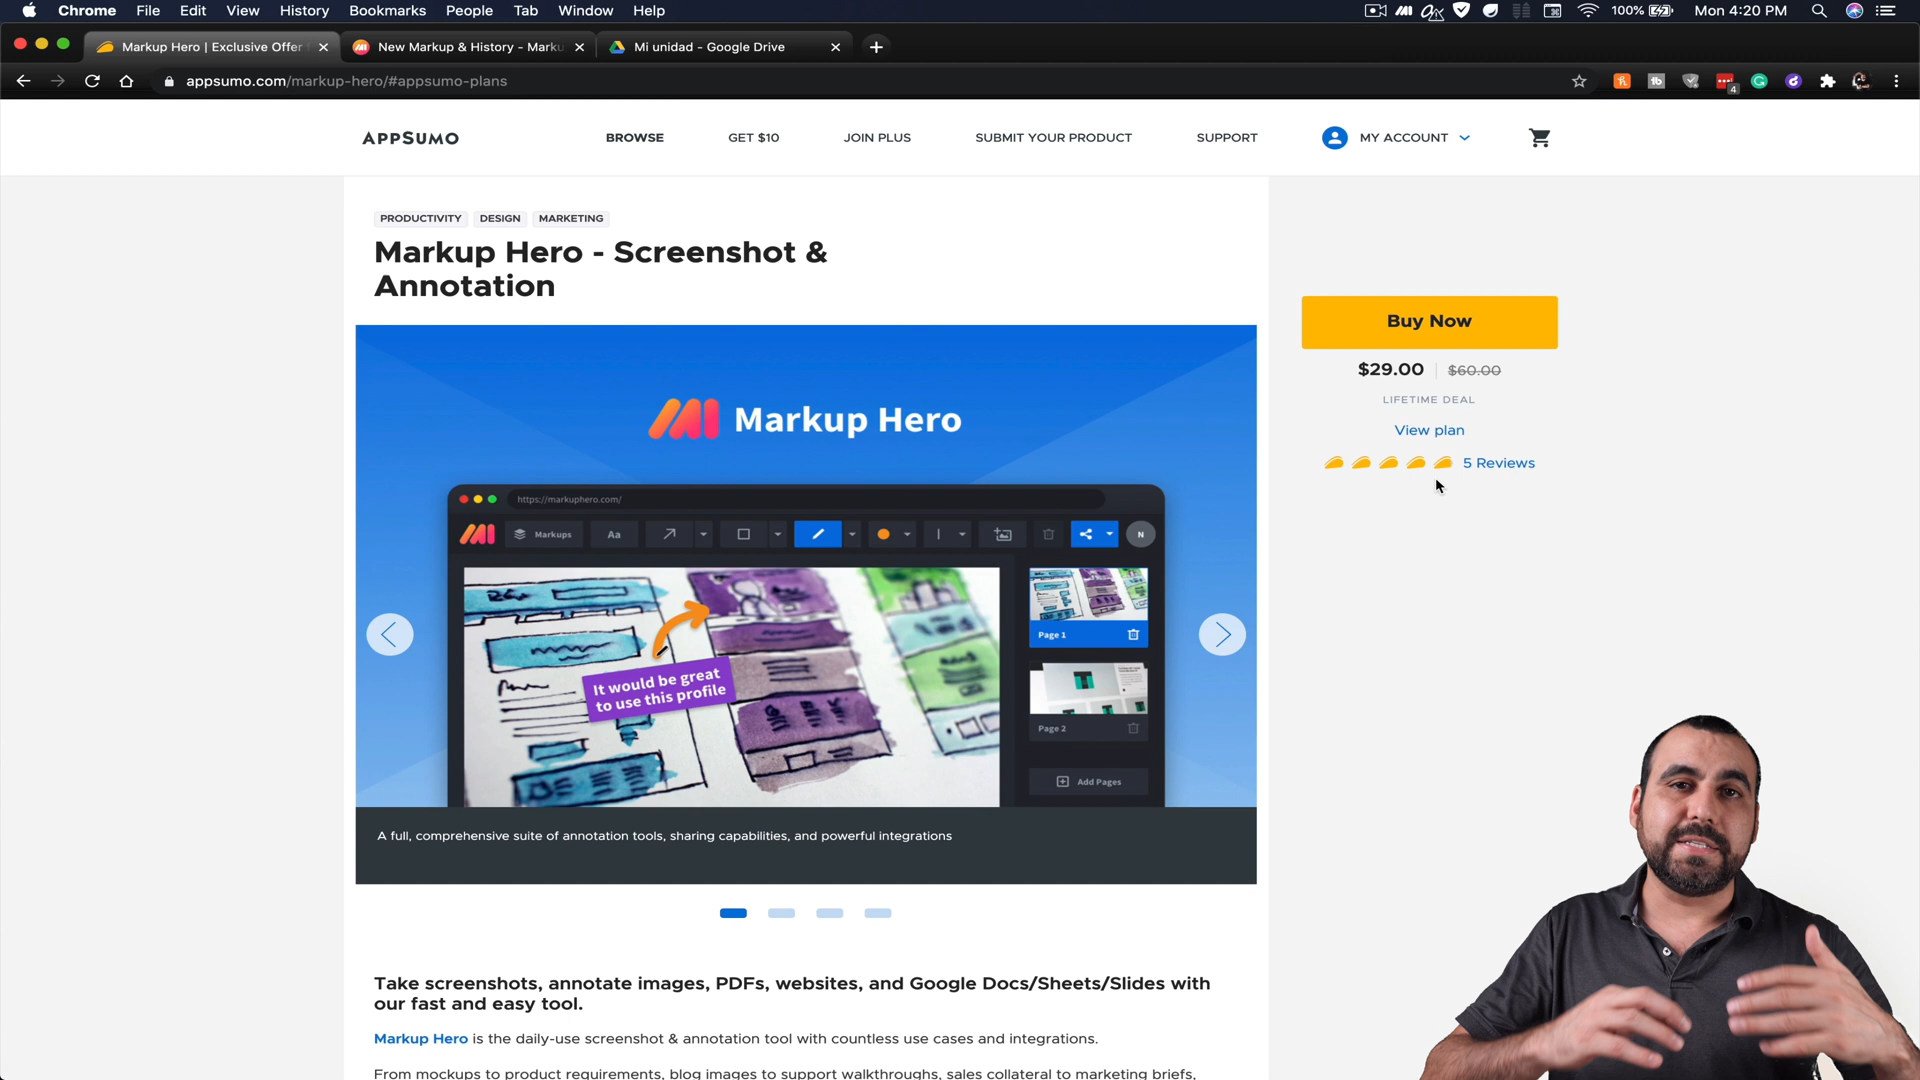 Chrome File Edit View History Bookmarks People Tab Window Help 100% Mon 4:20 PM
Markup Hero | Exclusive Offer New Markup & History - Marku Mi unidad - Google Drive
appsumo.com/markup-hero/#appsumo-plans 4
APPSUMO BROWSE GET $10 JOIN PLUS SUBMIT YOUR PRODUCT SUPPORT MY ACCOUNT
PRODUCTIVITY DESIGN MARKETING
Markup Hero - Screenshot &
Annotation
Buy Now
$29.00 $60.00
LIFETIME DEAL
View plan
5 Reviews
Markup Hero
https://markuphero.com/
Markups Aa N
It would be great
to use this profile
Page 1
Page 2
Add Pages
A full, comprehensive suite of annotation tools, sharing capabilities, and powerful integrations
Take screenshots, annotate images, PDFs, websites, and Google Docs/Sheets/Slides with
our fast and easy tool.
Markup Hero is the daily-use screenshot & annotation tool with countless use cases and integrations.
From mockups to product requirements, blog images to support walkthroughs, sales collateral to marketing briefs,